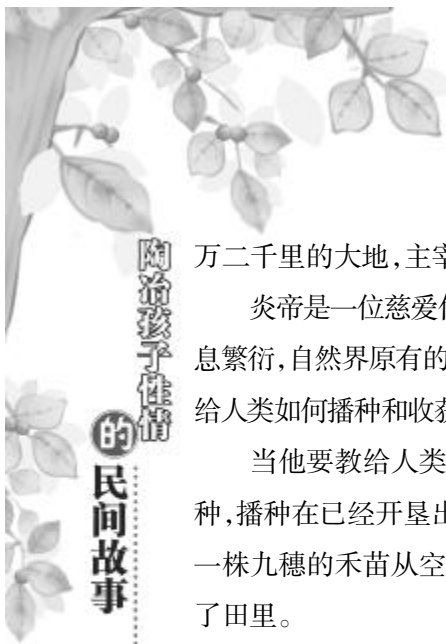 陶冶孩子性情
的民间故事
万二千里的大地,主宰
炎帝是一位慈爱
息繁衍,自然界原有的
给人类如何播种和收获
当他要教给人类
种,播种在已经开垦出
一株九穗的禾苗从空
了田里。